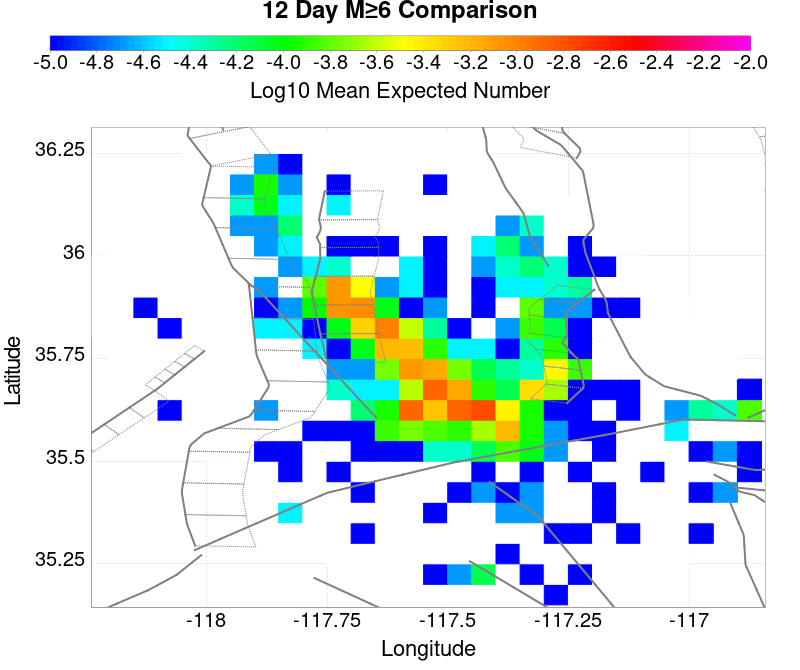 12 Day M≥6 Comparison
-5.0 -4.8 -4.6 -4.4 -4.2 -4.0 -3.8 -3.6 -3.4 -3.2 -3.0 -2.8 -2.6 -2.4 -2.2 -2.0
Log10 Mean Expected Number
36.25
36
35.75
35.5
35.25
Latitude
-118 -117.75 -117.5 -117.25 -117
Longitude